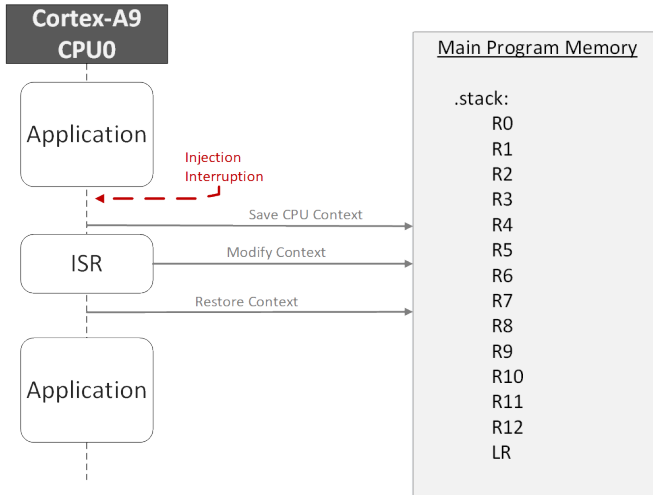 Cortex-A9
CPU0
Application
Injection
Interruption
Save CPU Context
ISR
Modify Context
Restore Context
Application
Main Program Memory
.stack:
R0
R1
R2
R3
R4
R5
R6
R7
R8
R9
R10
R11
R12
LR